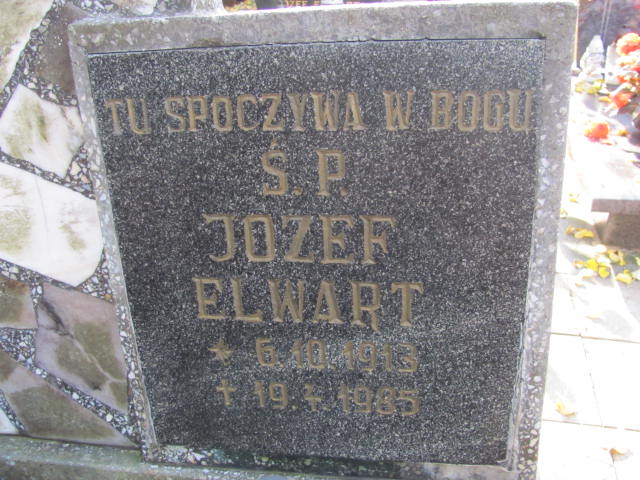 TU SPOCZYWA W BOGU
Ś.P.
JOZEF
ELWART
* 6.10.1913
+ 19.4.1985